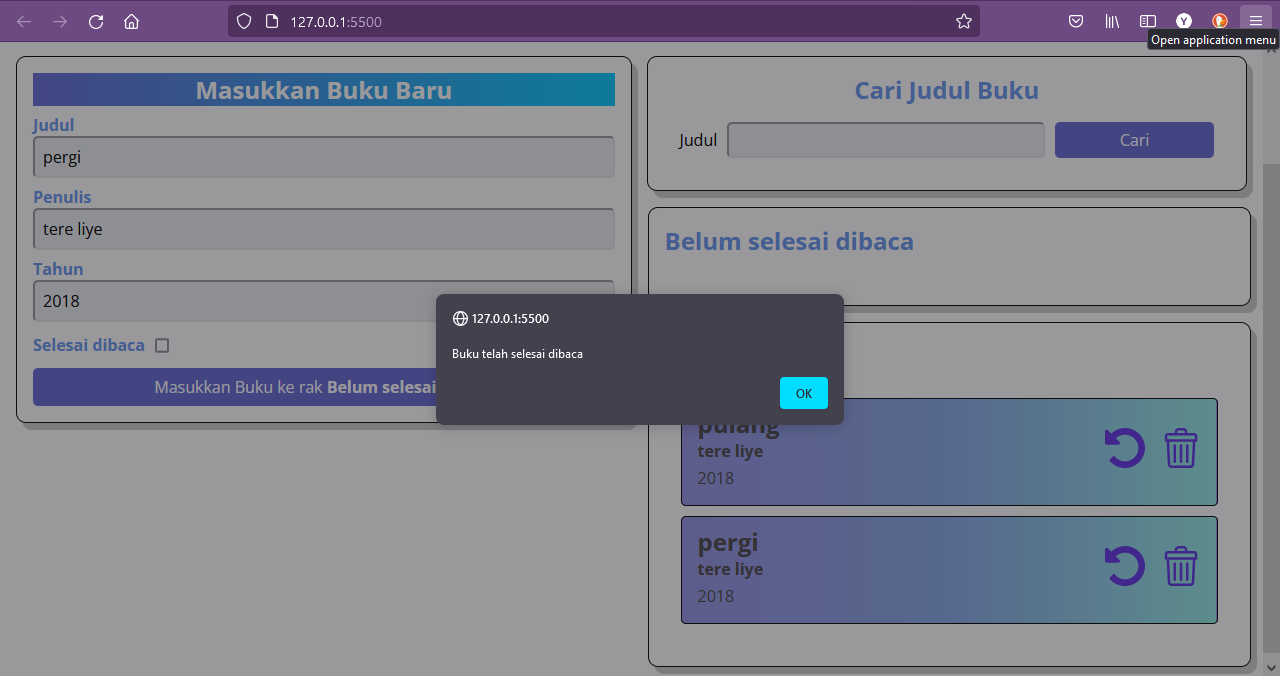 127.0.0.1:5500
Y
Open application menu
Masukkan Buku Baru
Judul
pergi
Penulis
tere liye
Tahun
2018
Selesai dibaca
Masukkan Buku ke rak Belum selesai
Cari Judul Buku
Judul
Cari
Belum selesai dibaca
127.0.0.1:5500
Buku telah selesai dibaca
OK
pulang
tere liye
2018
pergi
tere liye
2018